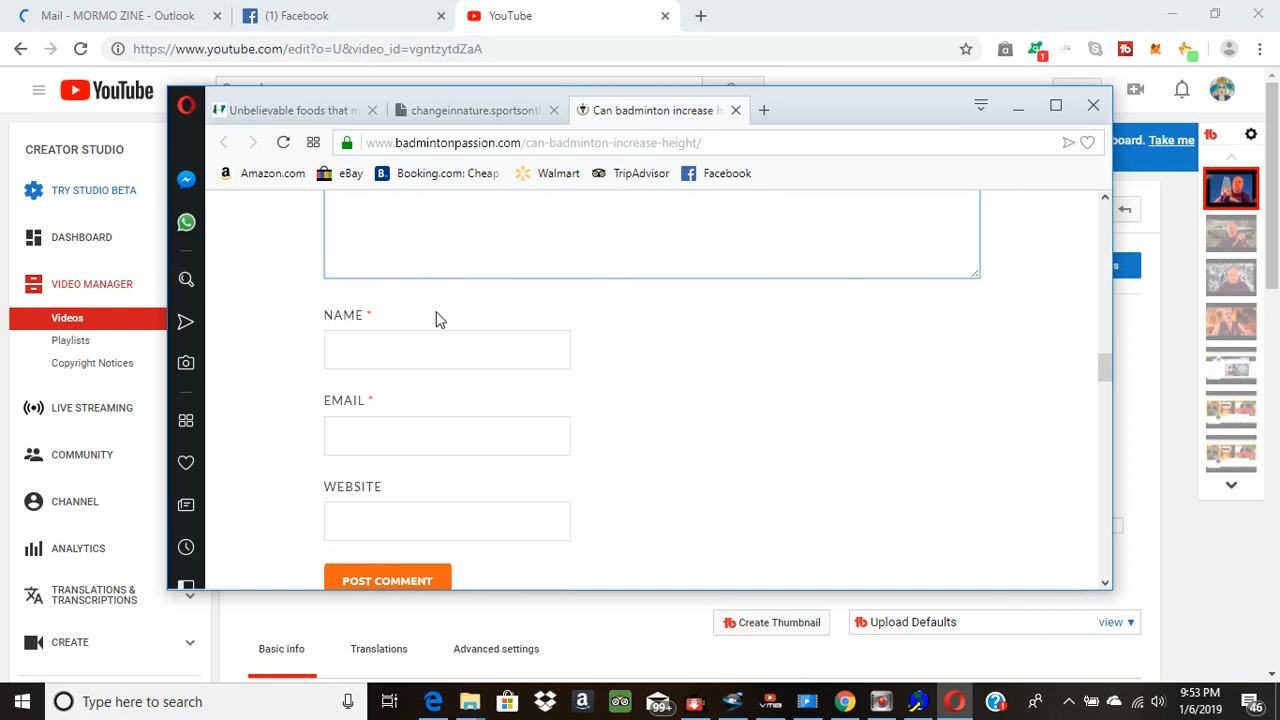 Mail - MORMO ZINE - Outlook
(1) Facebook
YouTube
https://www.youtube.com/edit?o=U&video_id=vgntzytdZaA
1
YouTube
Unbelievable foods that
changeinnature.sportsont
Can badminton increase h
www.badmintonpassion.com/can-badminton-increase-height/
Amazon.com
eBay
Booking.com: Cheap
Walmart
TripAdvisor
Facebook
board. Take me
CREATOR STUDIO
TRY STUDIO BETA
DASHBOARD
VIDEO MANAGER
Videos
Playlists
Copyright Notices
LIVE STREAMING
COMMUNITY
CHANNEL
ANALYTICS
TRANSLATIONS &
TRANSCRIPTIONS
CREATE
NAME *
EMAIL *
WEBSITE
POST COMMENT
Create Thumbnail
Upload Defaults
view ▼
Basic info
Translations
Advanced settings
Type here to search
99+
9:53 PM
1/6/2019
46